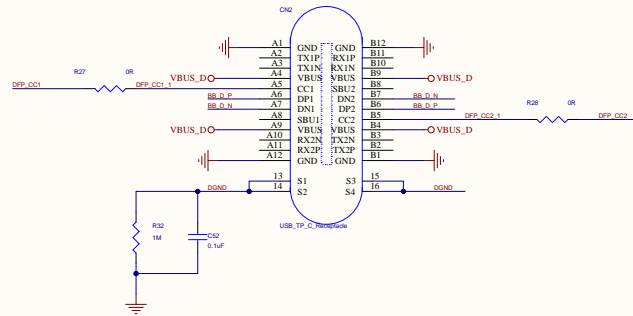 CN2
A1 GND GND B12
A2 TX1P RX1P B11
A3 TX1N RX1N B10
R27 0R VBUS_D A4 VBUS VBUS B9 VBUS_D
DFP_CC1 DFP_CC1_1 A5 CC1 SBU2 B8
BB_D_P A6 DP1 DN2 B7 BB_D_N
BB_D_N A7 DN1 DP2 B6 BB_D_P
R28 0R
A8 SBU1 CC2 B5 DFP_CC2_1 DFP_CC2
VBUS_D A9 VBUS VBUS B4 VBUS_D
A10 RX2N TX2N B3
A11 RX2P TX2P B2
A12 GND GND B1
13 S1 S3 15
DGND 14 S2 S4 16 DGND
USB_TP_C_Receptacle
R32
1M
C52
0.1uF